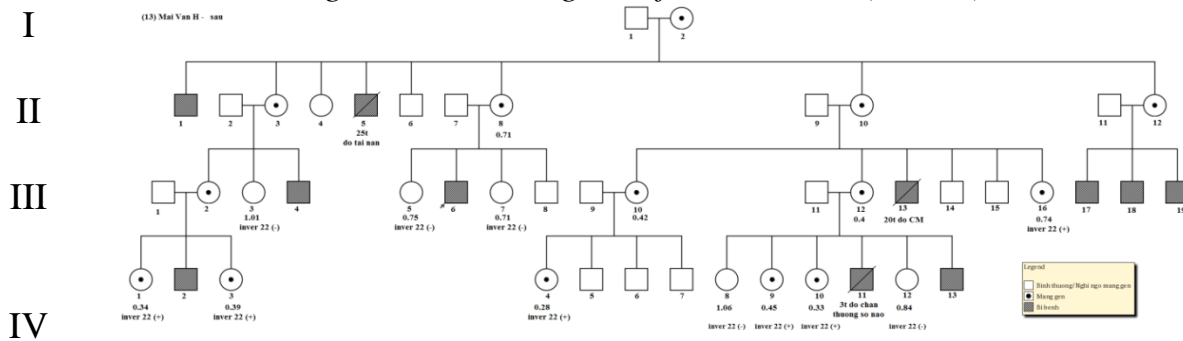 (13) Mai Van H - sau
I
1 2
II
1 2 3 4 5 6 7 8 9 10 11 12
25t 0.71
do tai nan
III
1 2 3 4 5 6 7 8 9 10 11 12 13 14 15 16 17 18 19
1.01 0.75 0.71 0.42 0.4 20t do CM 0.74
inver 22 (-) inver 22 (-) inver 22 (-) inver 22 (+)
IV
1 2 3 4 5 6 7 8 9 10 11 12 13
0.34 0.39 0.28 1.06 0.45 0.33 3t do chan 0.84
thuong so nao
inver 22 (+) inver 22 (+) inver 22 (+) inver 22 (-) inver 22 (+) inver 22 (+) inver 22 (-)
Legend
Binh thuong/ Nghi ngo mang gen
Mang gen
Bi benh